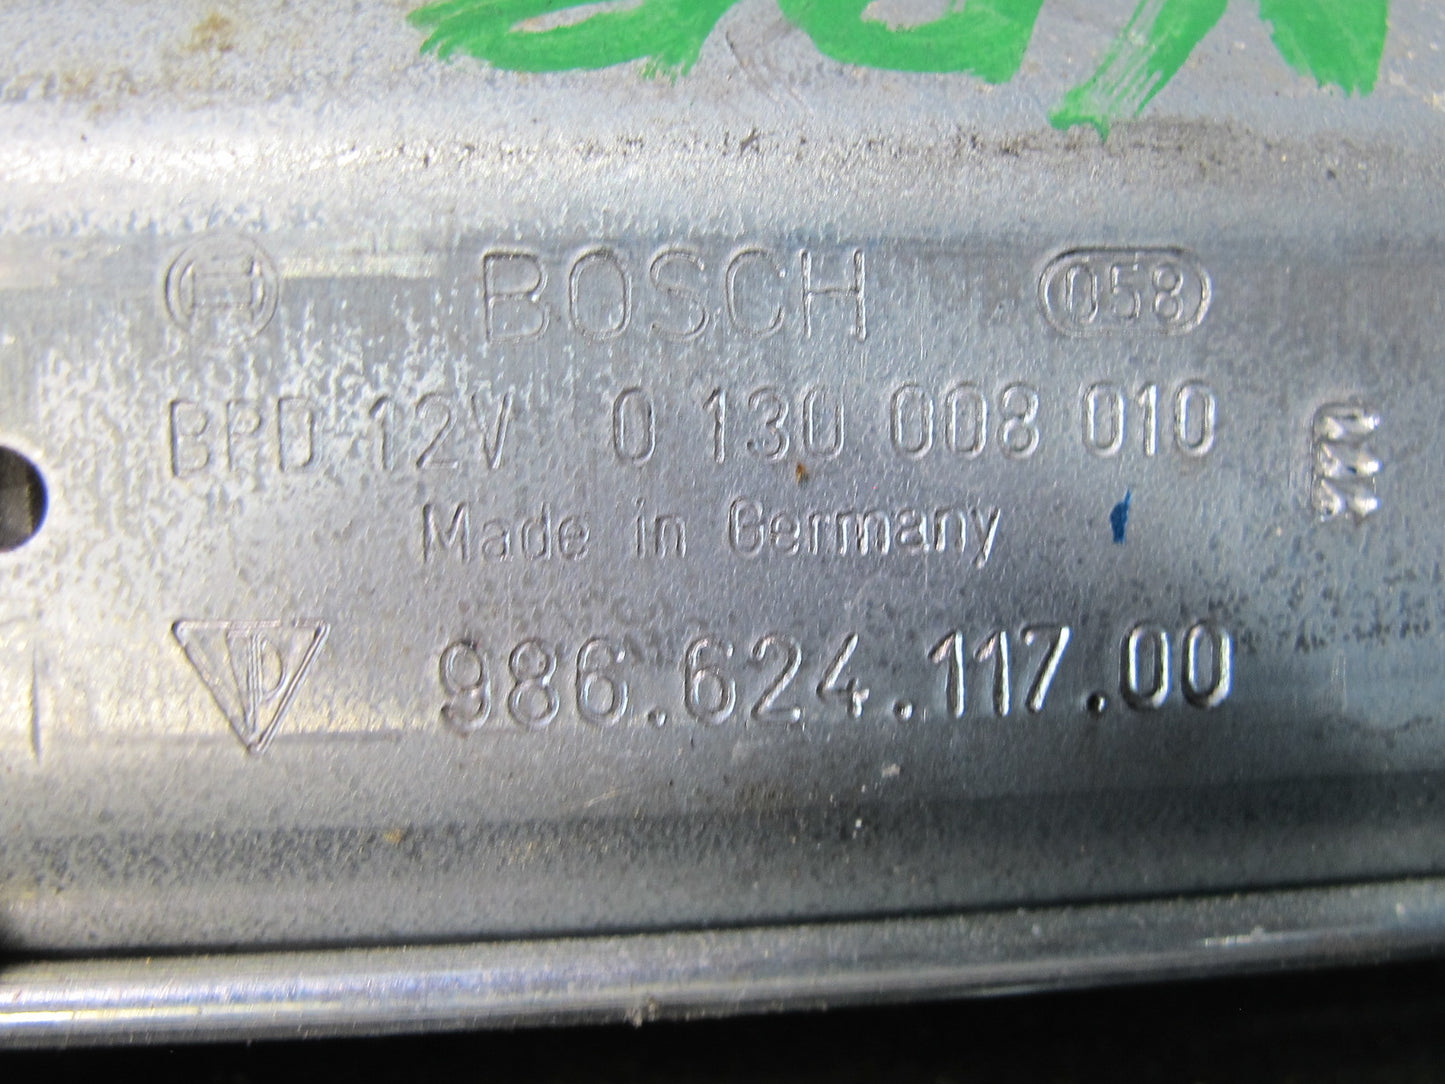 BOSCH 058
BPD 12V 0 130 008 010
Made in Germany
986.624.117.00